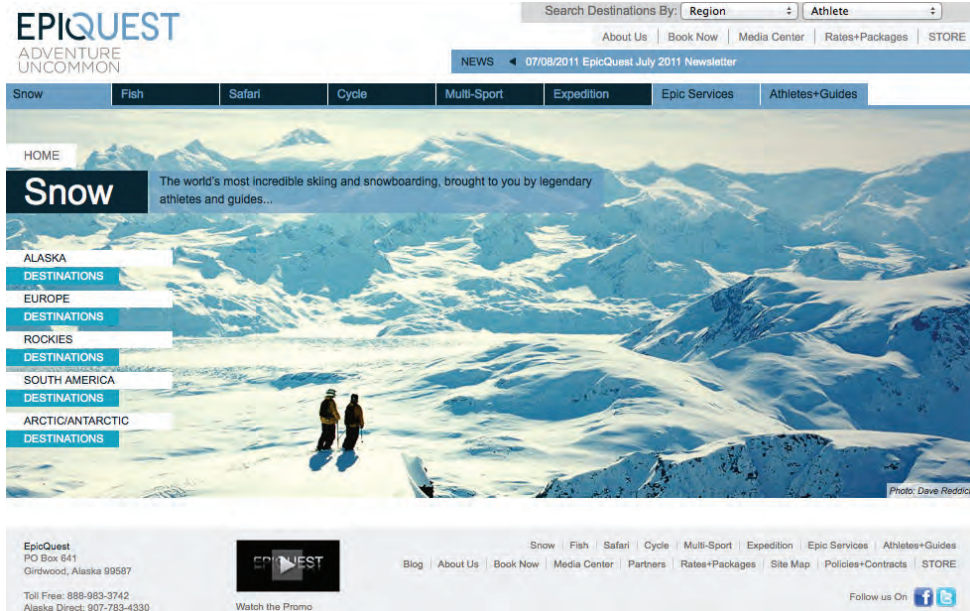 EPIQUEST
ADVENTURE
UNCOMMON
Search Destinations By: Region Athlete
About Us Book Now Media Center Rates+Packages STORE
NEWS 07/08/2011 EpicQuest July 2011 Newsletter
Snow Fish Safari Cycle Multi-Sport Expedition Epic Services Athletes+Guides
HOME
Snow
The world's most incredible skiing and snowboarding, brought to you by legendary
athletes and guides...
ALASKA
DESTINATIONS
EUROPE
DESTINATIONS
ROCKIES
DESTINATIONS
SOUTH AMERICA
DESTINATIONS
ARCTIC/ANTARCTIC
DESTINATIONS
Photo: Dave Reddick
EpicQuest
PO Box 641
Girdwood, Alaska 99587
Toll Free: 888-983-3742
Alaska Direct: 907-783-4330
EPIQUEST
Watch the Promo
Snow Fish Safari Cycle Multi-Sport Expedition Epic Services Athletes+Guides
Blog About Us Book Now Media Center Partners Rates+Packages Site Map Policies+Contracts STORE
Follow us On